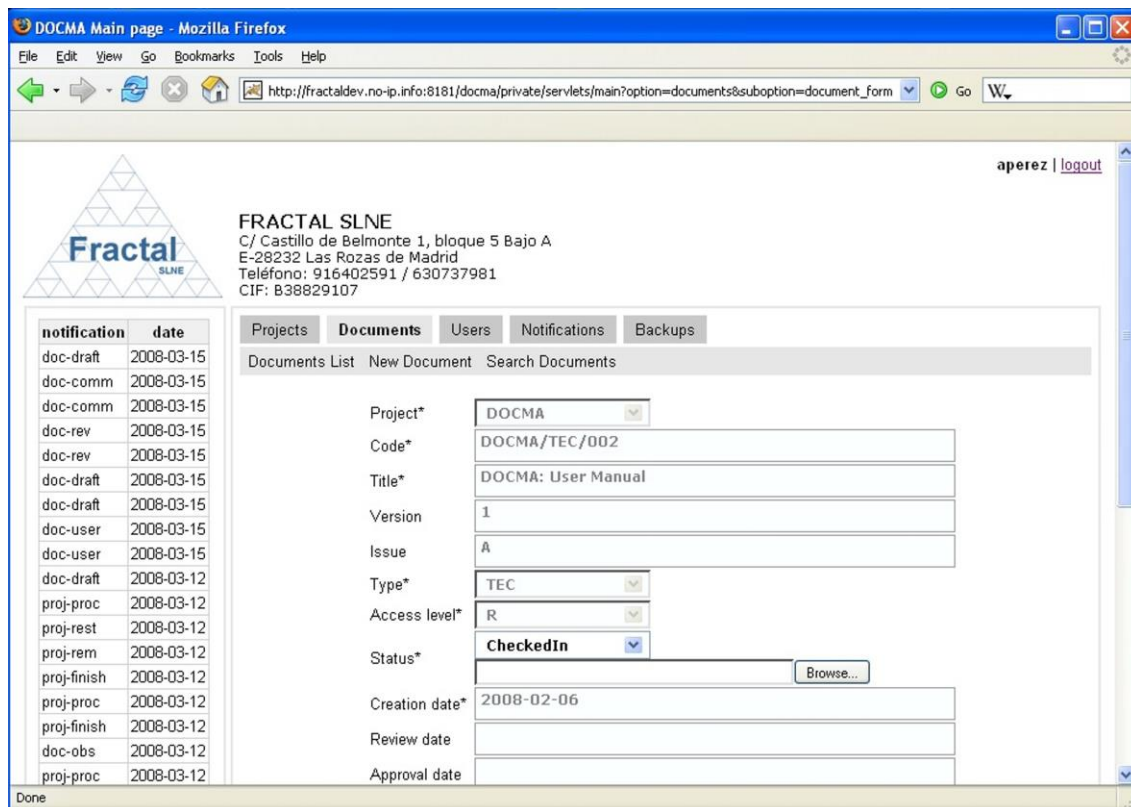 DOCMA Main page - Mozilla Firefox
File Edit View Go Bookmarks Tools Help
http://fractaldev.no-ip.info:8181/docma/private/servlets/main?option=documents&suboption=document_form Go W.
aperez | logout
Fractal
SLNE
FRACTAL SLNE
C/ Castillo de Belmonte 1, bloque 5 Bajo A
E-28232 Las Rozas de Madrid
Teléfono: 916402591 / 630737981
CIF: B38829107
notification date
doc-draft 2008-03-15
doc-comm 2008-03-15
doc-comm 2008-03-15
doc-rev 2008-03-15
doc-rev 2008-03-15
doc-draft 2008-03-15
doc-draft 2008-03-15
doc-user 2008-03-15
doc-user 2008-03-15
doc-draft 2008-03-12
proj-proc 2008-03-12
proj-rest 2008-03-12
proj-rem 2008-03-12
proj-finish 2008-03-12
proj-proc 2008-03-12
proj-finish 2008-03-12
doc-obs 2008-03-12
proj-proc 2008-03-12
Projects Documents Users Notifications Backups
Documents List New Document Search Documents
Project* DOCMA
Code* DOCMA/TEC/002
Title* DOCMA: User Manual
Version 1
Issue A
Type* TEC
Access level* R
Status* CheckedIn
Browse...
Creation date* 2008-02-06
Review date
Approval date
Done